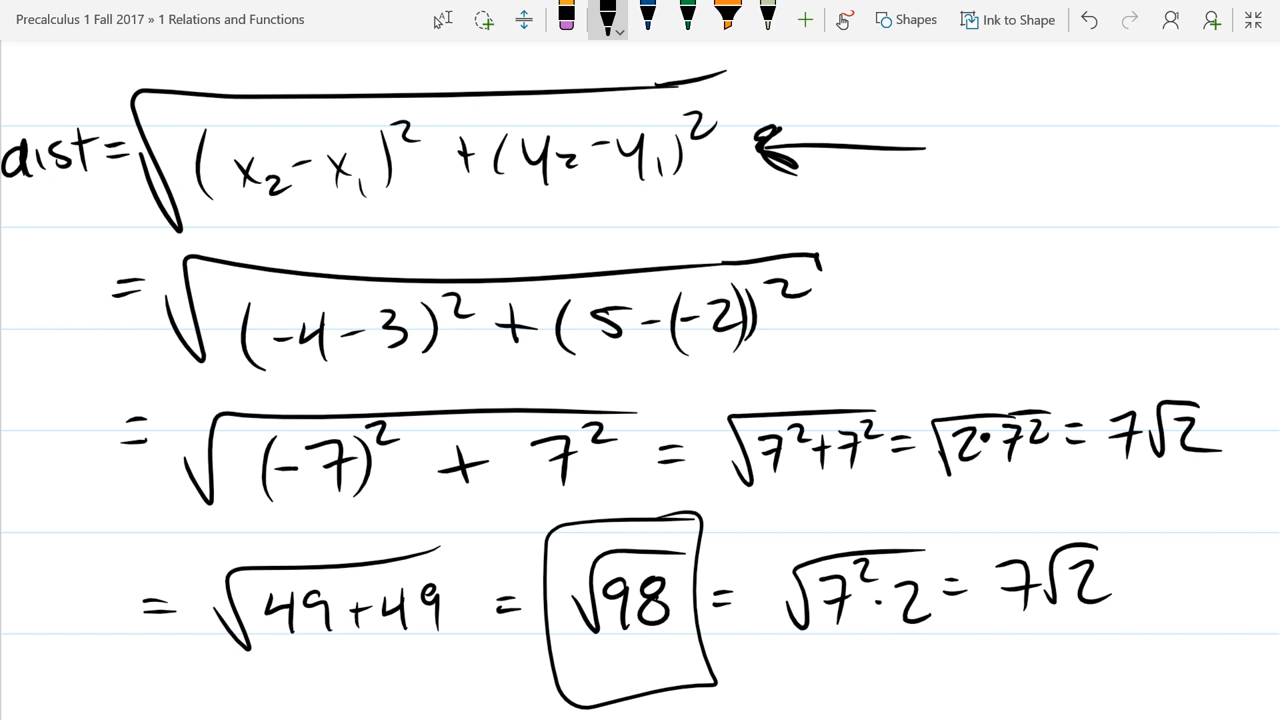 Precalculus 1 Fall 2017 » 1 Relations and Functions
Shapes
Ink to Shape
dist = √((x₂ - x₁)² + (y₂ - y₁)²)
= √((-4 - 3)² + (5 - (-2))²)
= √((-7)² + 7²) = √(7² + 7²) = √(2·7²) = 7√2
= √(49 + 49) = √98 = √(7²·2) = 7√2